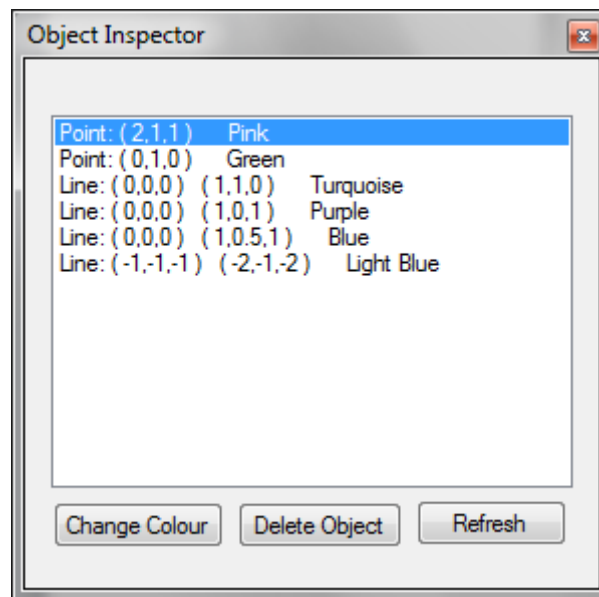 Object Inspector
Point: ( 2,1,1 ) Pink
Point: ( 0,1,0 ) Green
Line: ( 0,0,0 ) ( 1,1,0 ) Turquoise
Line: ( 0,0,0 ) ( 1,0,1 ) Purple
Line: ( 0,0,0 ) ( 1,0.5,1 ) Blue
Line: ( -1,-1,-1 ) ( -2,-1,-2 ) Light Blue
Change Colour Delete Object Refresh